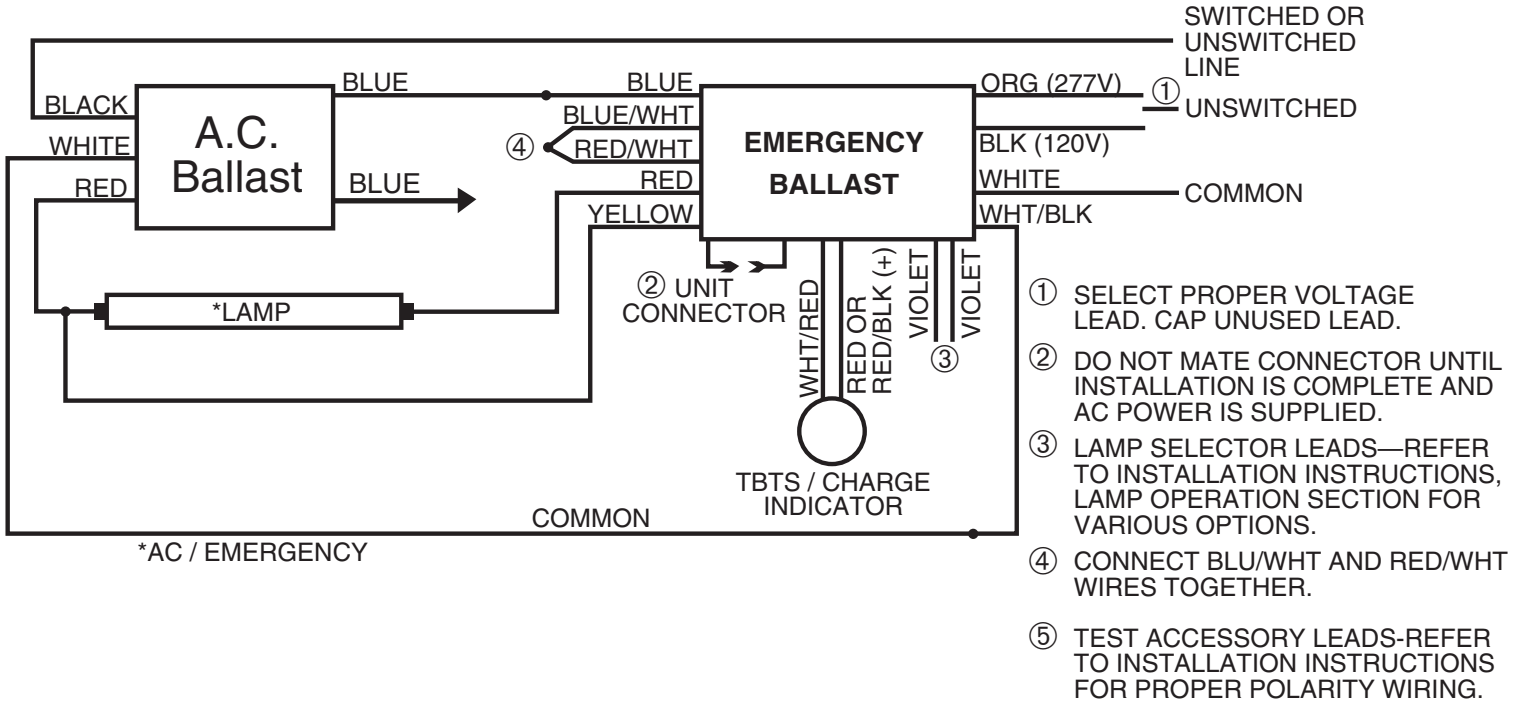 SWITCHED OR
UNSWITCHED
LINE
BLACK
WHITE
RED
A.C.
Ballast
BLUE
BLUE
BLUE
BLUE/WHT
④
RED/WHT
RED
YELLOW
EMERGENCY
BALLAST
ORG (277V)
①
UNSWITCHED
BLK (120V)
WHITE
COMMON
WHT/BLK
② UNIT
CONNECTOR
WHT/RED
RED OR
RED/BLK (+)
VIOLET
VIOLET
③
*LAMP
TBTS / CHARGE
INDICATOR
COMMON
*AC / EMERGENCY
① SELECT PROPER VOLTAGE
LEAD. CAP UNUSED LEAD.
② DO NOT MATE CONNECTOR UNTIL
INSTALLATION IS COMPLETE AND
AC POWER IS SUPPLIED.
③ LAMP SELECTOR LEADS—REFER
TO INSTALLATION INSTRUCTIONS,
LAMP OPERATION SECTION FOR
VARIOUS OPTIONS.
④ CONNECT BLU/WHT AND RED/WHT
WIRES TOGETHER.
⑤ TEST ACCESSORY LEADS-REFER
TO INSTALLATION INSTRUCTIONS
FOR PROPER POLARITY WIRING.